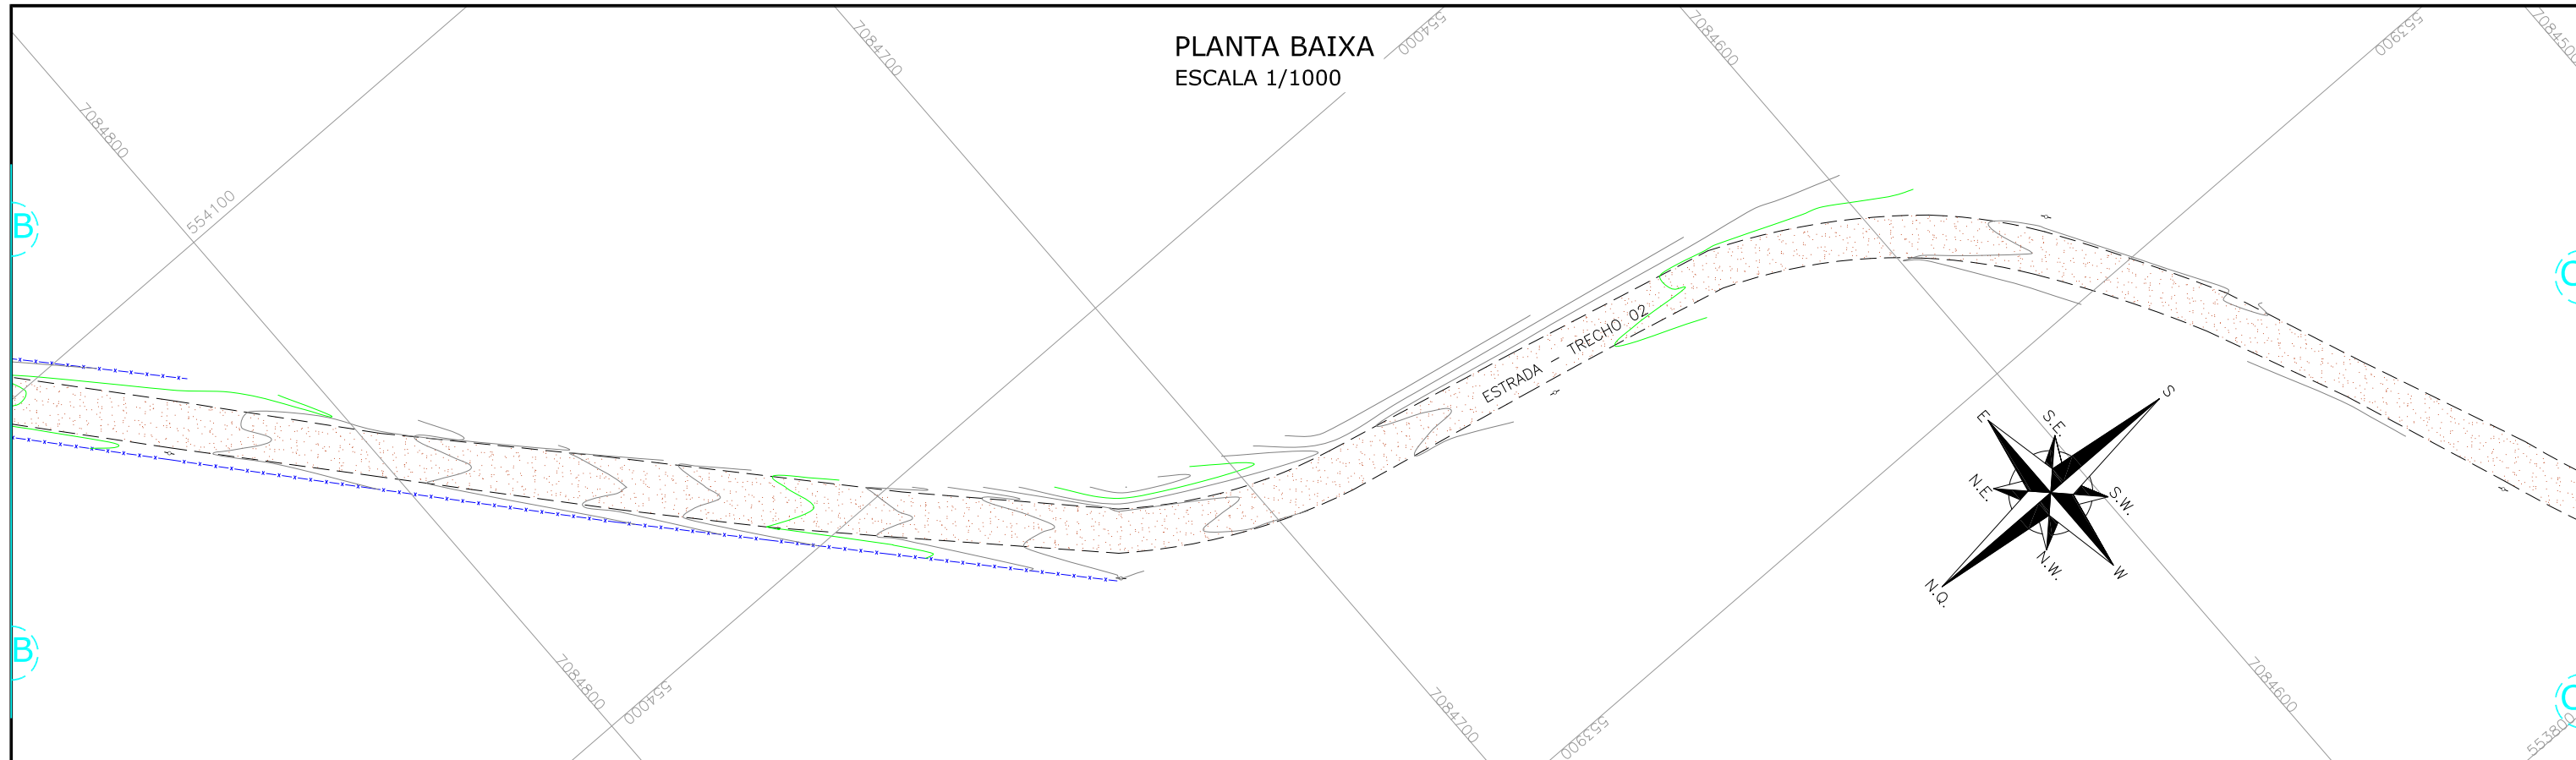 PLANTA BAIXA
ESCALA 1/1000
7084800
7084700
554000
7084600
553900
7084500
554100
B
C
ESTRADA - TRECHO 02
S
E
S.E.
N.E.
S.W.
N.W.
W
N.Q.
B
7084800
554000
7084700
553900
7084600
553800
C